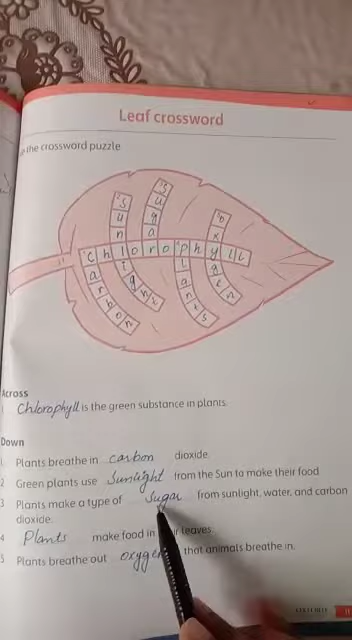 Leaf crossword
the crossword puzzle
Across
1 Chlorophyll is the green substance in plants.
Down
1 Plants breathe in carbon dioxide.
2 Green plants use Sunlight from the Sun to make their food
3 Plants make a type of Sugar from sunlight, water, and carbon
dioxide.
4 Plants make food in leaves.
5 Plants breathe out oxygen that animals breathe in.